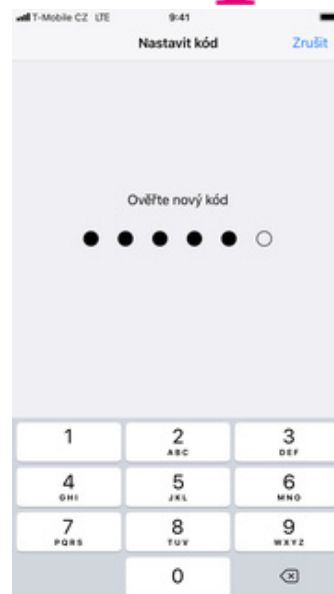 T-Mobile CZ LTE 9:41
Nastavit kód Zrušit
Ověřte nový kód
1 2 3
ABC DEF
4 5 6
GHI JKL MNO
7 8 9
PQRS TUV WXYZ
0